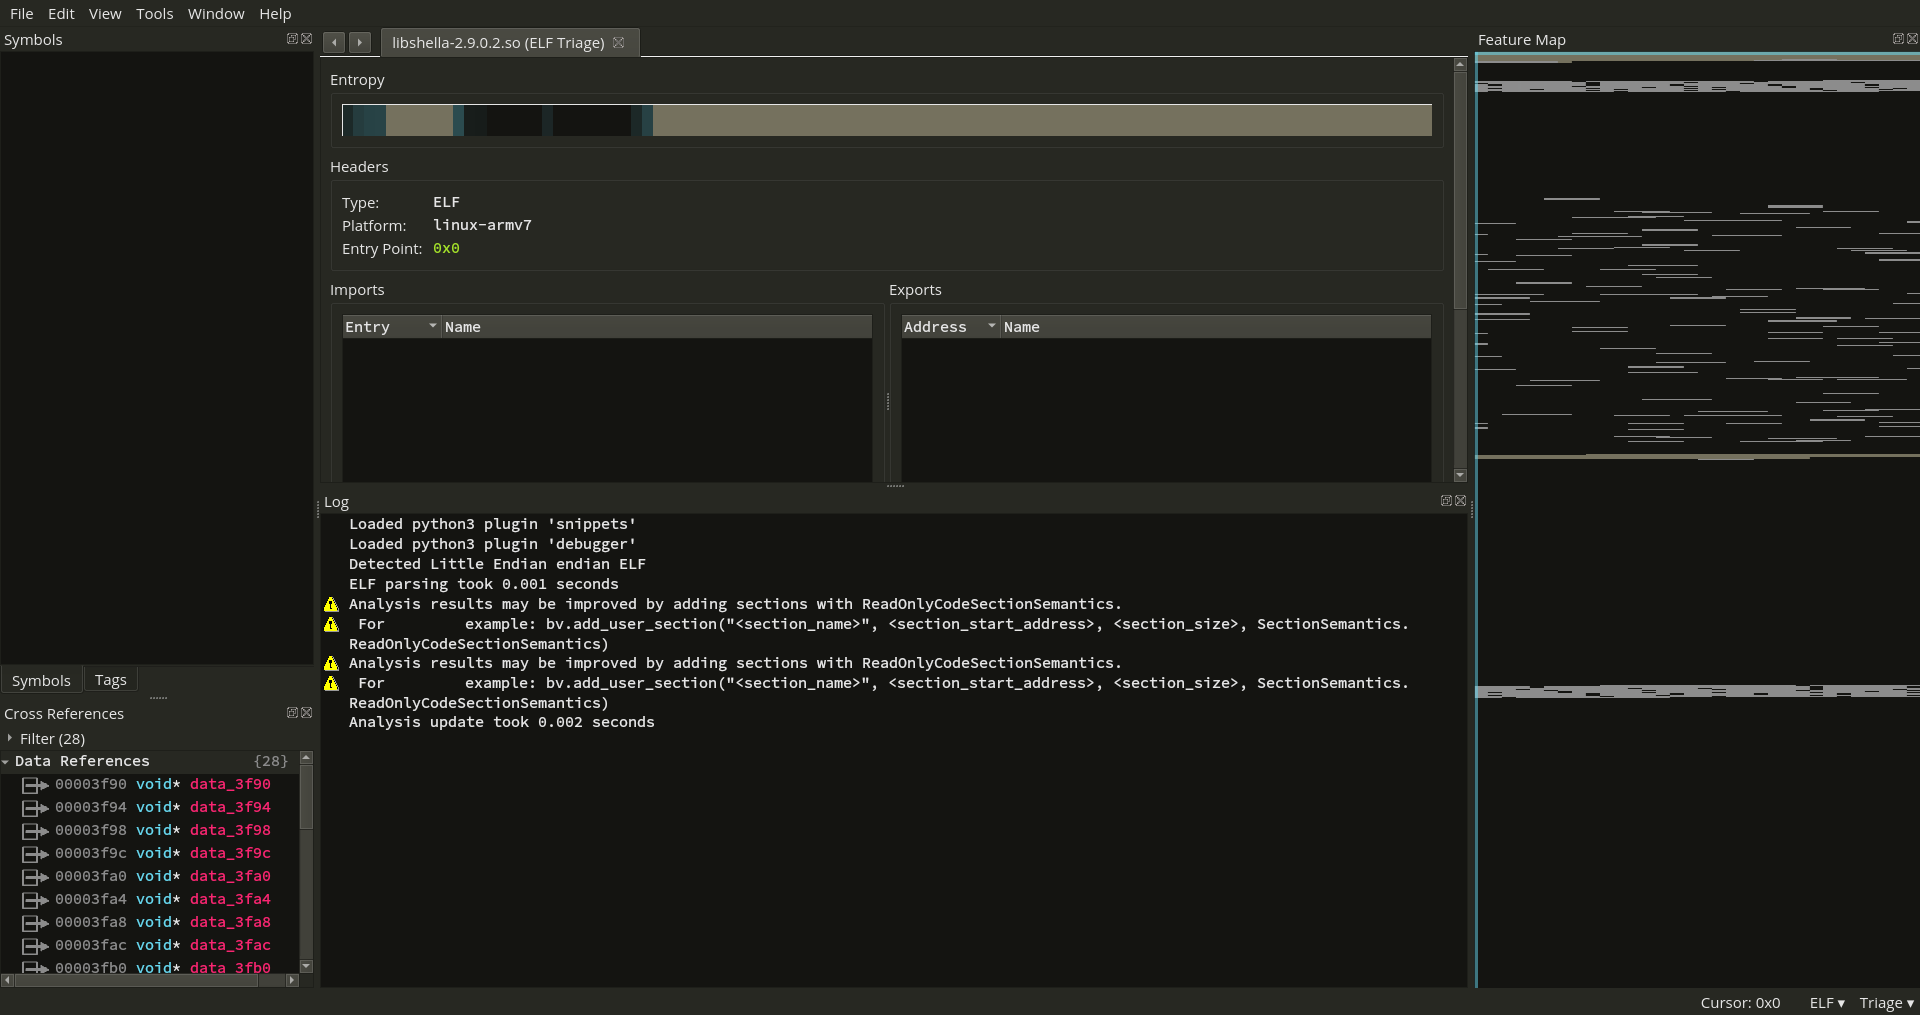 File Edit View Tools Window Help
Symbols
libshella-2.9.0.2.so (ELF Triage)
Feature Map
Entropy
Headers
Type: ELF
Platform: linux-armv7
Entry Point: 0x0
Imports
Exports
Entry Name
Address Name
Log
Loaded python3 plugin 'snippets'
Loaded python3 plugin 'debugger'
Detected Little Endian endian ELF
ELF parsing took 0.001 seconds
Analysis results may be improved by adding sections with ReadOnlyCodeSectionSemantics.
For example: bv.add_user_section("<section_name>", <section_start_address>, <section_size>, SectionSemantics.
ReadOnlyCodeSectionSemantics)
Analysis results may be improved by adding sections with ReadOnlyCodeSectionSemantics.
For example: bv.add_user_section("<section_name>", <section_start_address>, <section_size>, SectionSemantics.
ReadOnlyCodeSectionSemantics)
Analysis update took 0.002 seconds
Symbols Tags
Cross References
Filter (28)
Data References {28}
00003f90 void* data_3f90
00003f94 void* data_3f94
00003f98 void* data_3f98
00003f9c void* data_3f9c
00003fa0 void* data_3fa0
00003fa4 void* data_3fa4
00003fa8 void* data_3fa8
00003fac void* data_3fac
00003fb0 void* data_3fb0
Cursor: 0x0 ELF ▾ Triage ▾